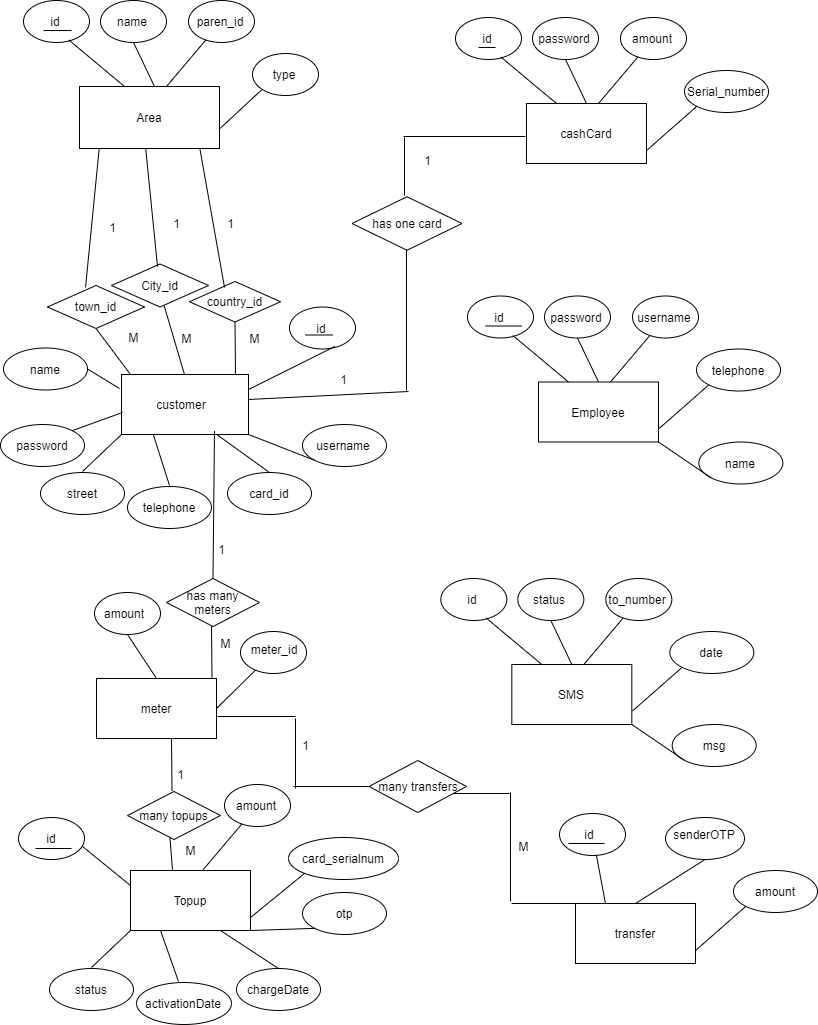 id
name
paren_id
type
Area
id
password
amount
Serial_number
cashCard
1
has one card
1
1
1
town_id
City_id
country_id
M
M
M
id
name
1
customer
password
username
street
telephone
card_id
id
password
username
telephone
Employee
name
1
has many
meters
amount
M
meter_id
meter
id
status
to_number
date
SMS
msg
1
1
many transfers
many topups
amount
id
M
M
card_serialnum
Topup
otp
status
activationDate
chargeDate
id
senderOTP
amount
transfer